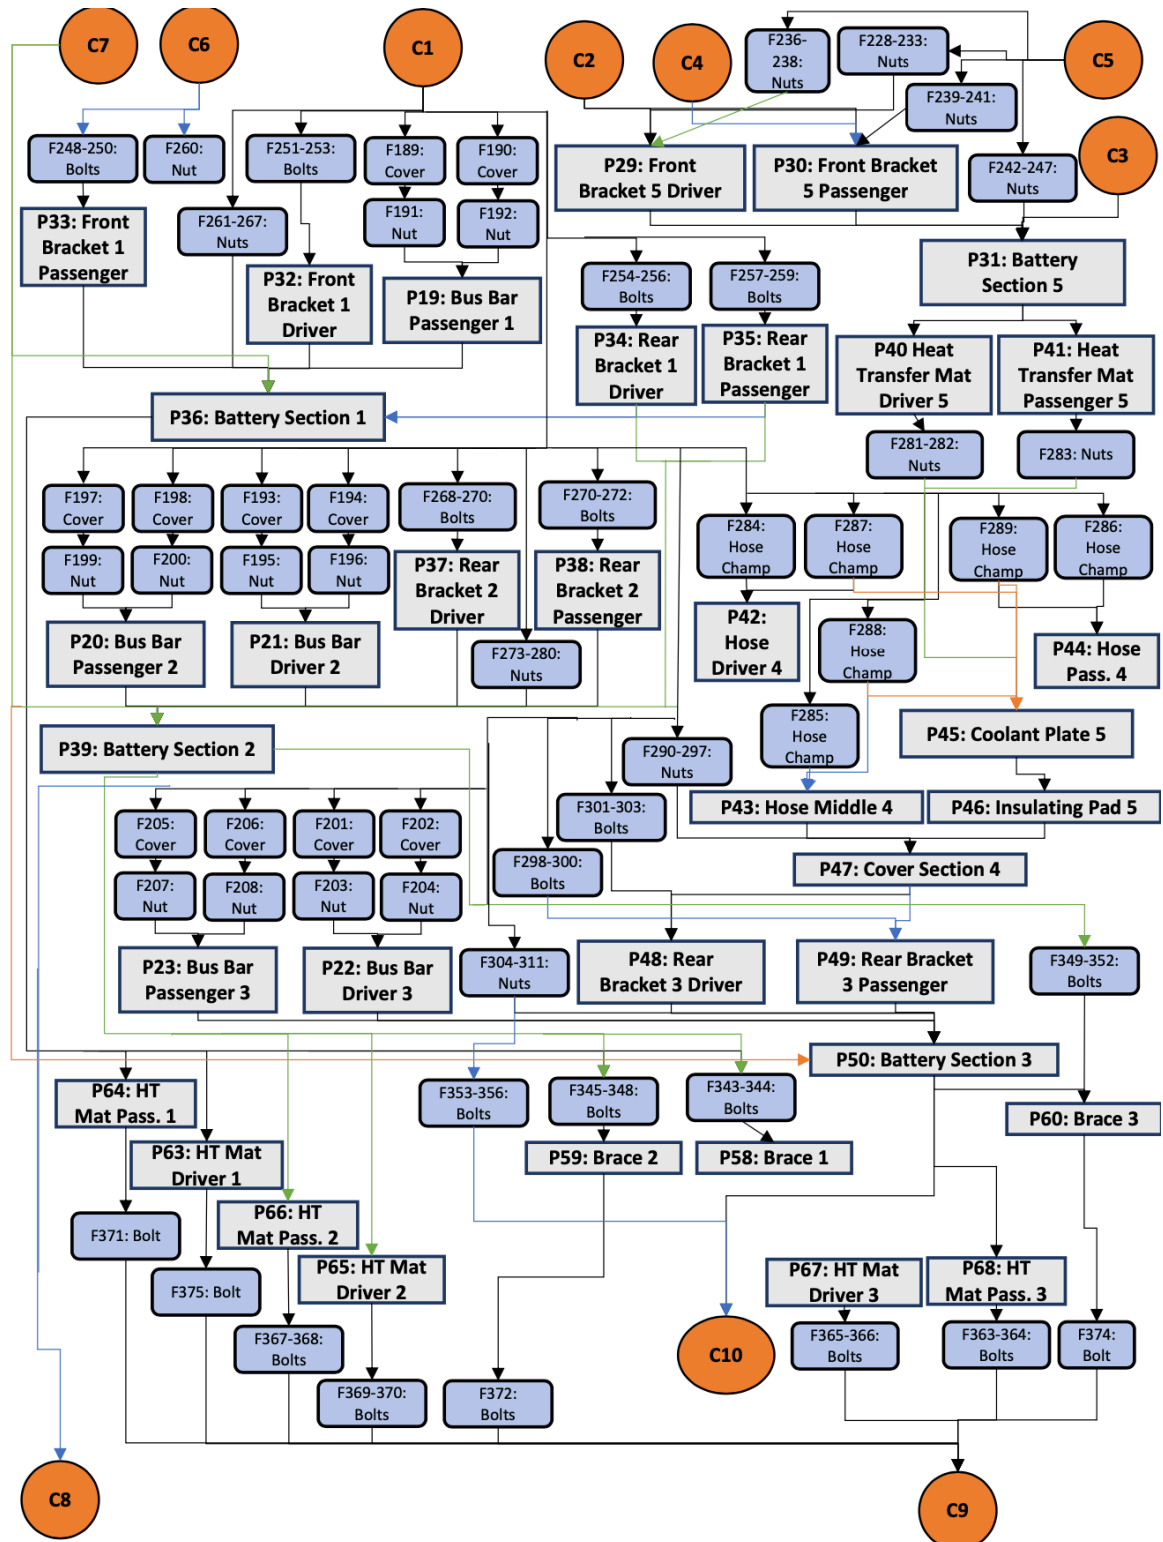 C7
C6
C1
C2
C4
C5
F236-
238:
Nuts
F228-233:
Nuts
F239-241:
Nuts
C3
F248-250:
Bolts
F260:
Nut
F251-253:
Bolts
F189:
Cover
F190:
Cover
P29: Front
Bracket 5 Driver
P30: Front Bracket
5 Passenger
F242-247:
Nuts
F261-267:
Nuts
F191:
Nut
F192:
Nut
P33: Front
Bracket 1
Passenger
P32: Front
Bracket 1
Driver
P19: Bus Bar
Passenger 1
F254-256:
Bolts
F257-259:
Bolts
P31: Battery
Section 5
P34: Rear
Bracket 1
Driver
P35: Rear
Bracket 1
Passenger
P40 Heat
Transfer Mat
Driver 5
P41: Heat
Transfer Mat
Passenger 5
P36: Battery Section 1
F281-282:
Nuts
F283: Nuts
F197:
Cover
F198:
Cover
F193:
Cover
F194:
Cover
F268-270:
Bolts
F270-272:
Bolts
F284:
Hose
Champ
F287:
Hose
Champ
F289:
Hose
Champ
F286:
Hose
Champ
F199:
Nut
F200:
Nut
F195:
Nut
F196:
Nut
P37: Rear
Bracket 2
Driver
P38: Rear
Bracket 2
Passenger
P42:
Hose
Driver 4
F288:
Hose
Champ
P44: Hose
Pass. 4
P20: Bus Bar
Passenger 2
P21: Bus Bar
Driver 2
F273-280:
Nuts
F285:
Hose
Champ
P45: Coolant Plate 5
P39: Battery Section 2
F290-297:
Nuts
P43: Hose Middle 4
P46: Insulating Pad 5
F205:
Cover
F206:
Cover
F201:
Cover
F202:
Cover
F301-303:
Bolts
F298-300:
Bolts
P47: Cover Section 4
F207:
Nut
F208:
Nut
F203:
Nut
F204:
Nut
P23: Bus Bar
Passenger 3
P22: Bus Bar
Driver 3
F304-311:
Nuts
P48: Rear
Bracket 3 Driver
P49: Rear Bracket
3 Passenger
F349-352:
Bolts
P50: Battery Section 3
P64: HT
Mat Pass. 1
F353-356:
Bolts
F345-348:
Bolts
F343-344:
Bolts
P60: Brace 3
P63: HT Mat
Driver 1
P59: Brace 2
P58: Brace 1
F371: Bolt
P66: HT
Mat Pass. 2
P65: HT Mat
Driver 2
F375: Bolt
P67: HT Mat
Driver 3
P68: HT
Mat Pass. 3
F367-368:
Bolts
C10
F365-366:
Bolts
F363-364:
Bolts
F374:
Bolt
F369-370:
Bolts
F372:
Bolts
C8
C9